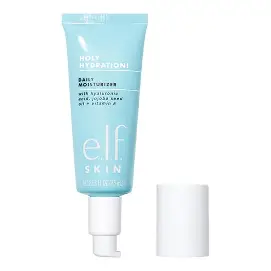 HOLY
HYDRATION!
DAILY
MOISTURIZER
with hyaluronic
acid, jojoba seed
oil + vitamin e
e.l.f.
SKIN